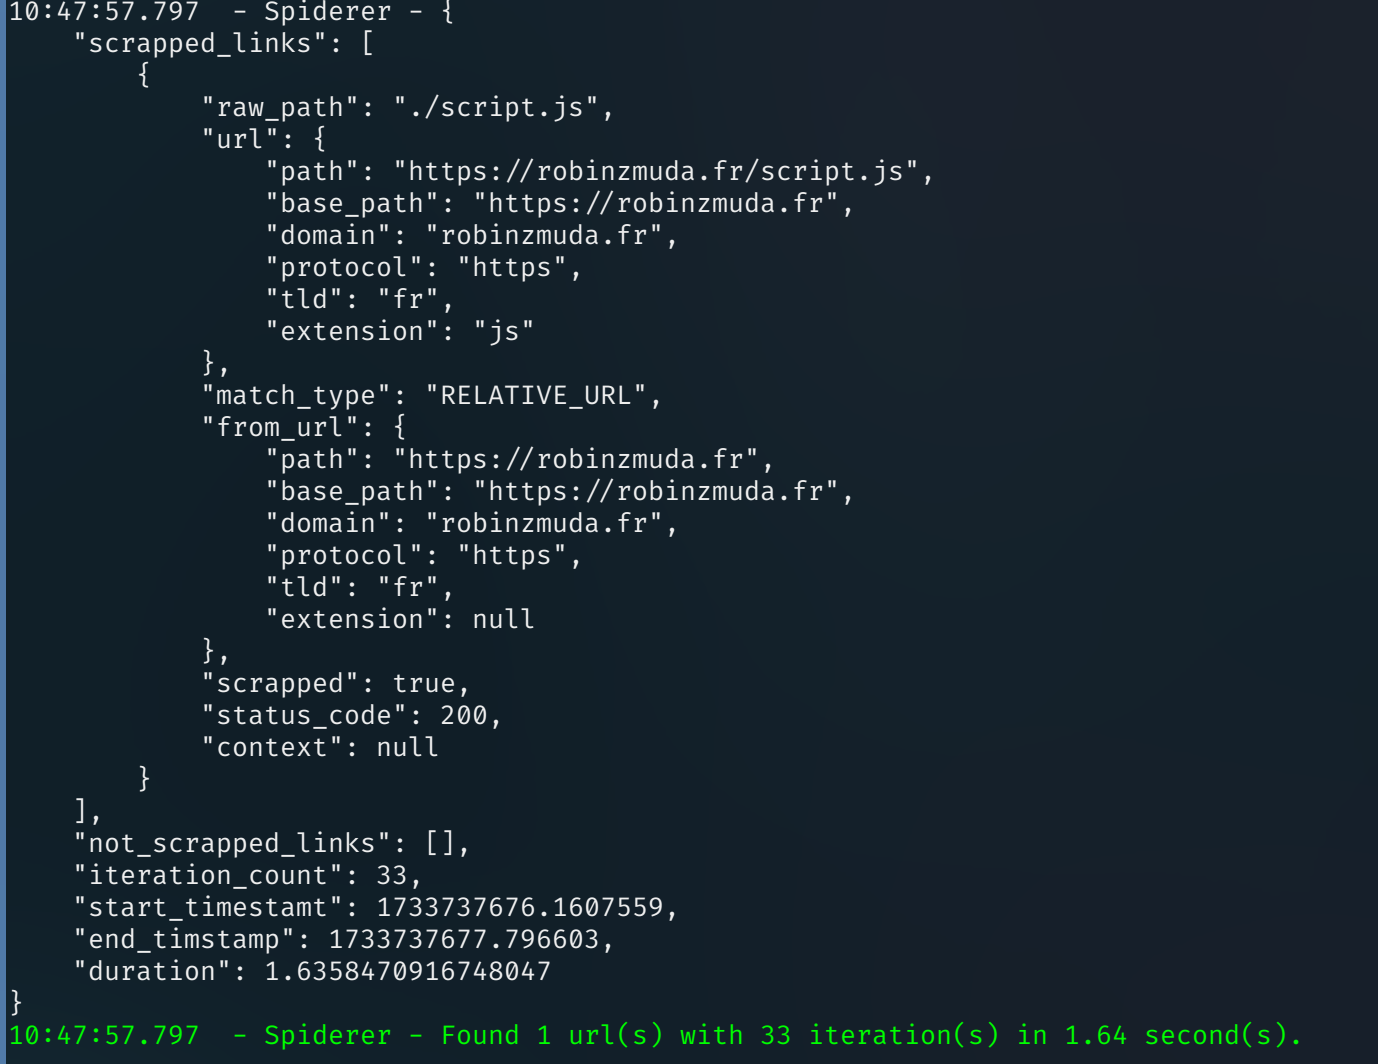 10:47:57.797  - Spiderer - {
    "scrapped_links": [
        {
            "raw_path": "./script.js",
            "url": {
                "path": "https://robinzmuda.fr/script.js",
                "base_path": "https://robinzmuda.fr",
                "domain": "robinzmuda.fr",
                "protocol": "https",
                "tld": "fr",
                "extension": "js"
            },
            "match_type": "RELATIVE_URL",
            "from_url": {
                "path": "https://robinzmuda.fr",
                "base_path": "https://robinzmuda.fr",
                "domain": "robinzmuda.fr",
                "protocol": "https",
                "tld": "fr",
                "extension": null
            },
            "scrapped": true,
            "status_code": 200,
            "context": null
        }
    ],
    "not_scrapped_links": [],
    "iteration_count": 33,
    "start_timestamt": 1733737676.1607559,
    "end_timstamp": 1733737677.796603,
    "duration": 1.6358470916748047
}
10:47:57.797  - Spiderer - Found 1 url(s) with 33 iteration(s) in 1.64 second(s).